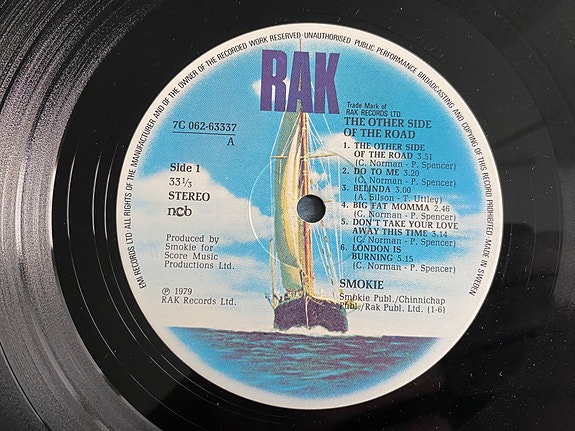 EMI RECORDS LTD ALL RIGHTS OF THE MANUFACTURER AND OF THE OWNER OF THE RECORDED WORK RESERVED UNAUTHORISED PUBLIC PERFORMANCE BROADCASTING AND COPYING OF THIS RECORD PROHIBITED MADE IN SWEDEN
RAK
Trade Mark of
RAK RECORDS LTD.
7C 062-63337
A
Side 1
33 1/3
STEREO
ncb
Produced by
Smokie for
Score Music
Productions Ltd.
℗ 1979
RAK Records Ltd.
THE OTHER SIDE
OF THE ROAD
1. THE OTHER SIDE
OF THE ROAD 3.51
(C. Norman - P. Spencer)
2. DO TO ME 3.20
(C. Norman - P. Spencer)
3. BELINDA 3.00
(A. Silson - T. Uttley)
4. BIG FAT MOMMA 2.46
(C. Norman - P. Spencer)
5. DON'T TAKE YOUR LOVE
AWAY THIS TIME 3.14
(C. Norman - P. Spencer)
6. LONDON IS
BURNING 5.15
(C. Norman - P. Spencer)
SMOKIE
Smokie Publ./Chinnichap
Publ./Rak Publ. Ltd. (1-6)